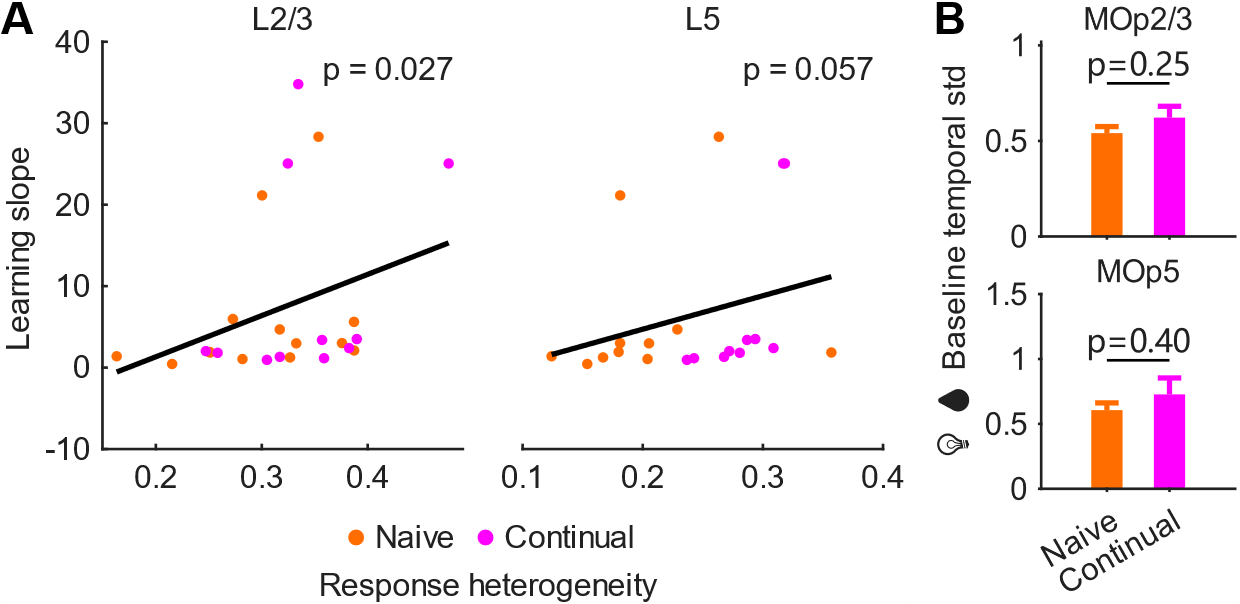 A
L2/3
L5
p = 0.027
p = 0.057
Learning slope
40
30
20
10
0
-10
0.2
0.3
0.4
0.1
0.2
0.3
0.4
Naive
Continual
Response heterogeneity
B
MOp2/3
p=0.25
1
0.5
0
Baseline temporal std
MOp5
p=0.40
1.5
1
0.5
0
Naive
Continual